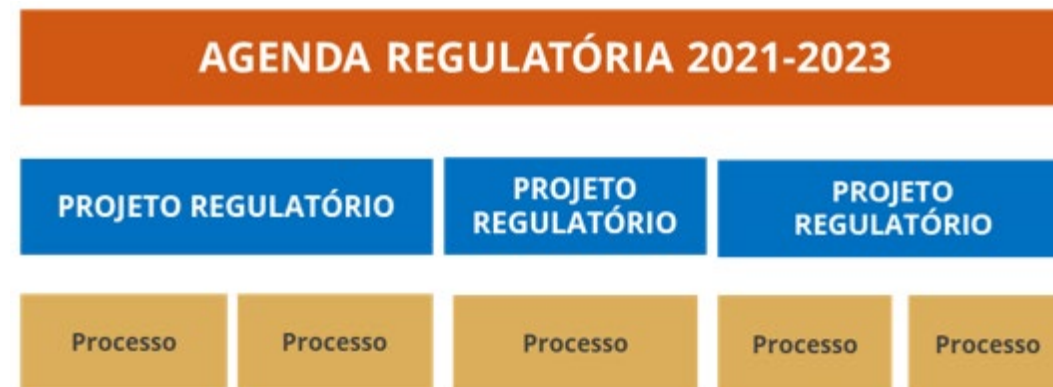 AGENDA REGULATÓRIA 2021-2023
PROJETO REGULATÓRIO
PROJETO
REGULATÓRIO
PROJETO
REGULATÓRIO
Processo
Processo
Processo
Processo
Processo